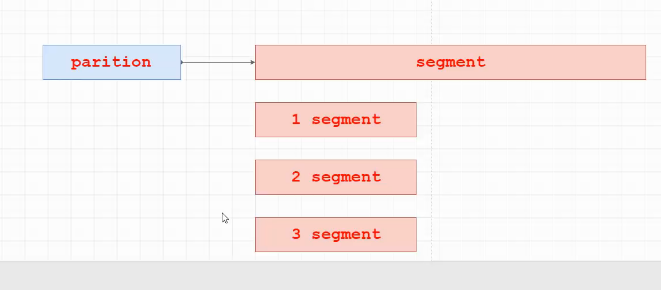 parition segment
1 segment
2 segment
3 segment